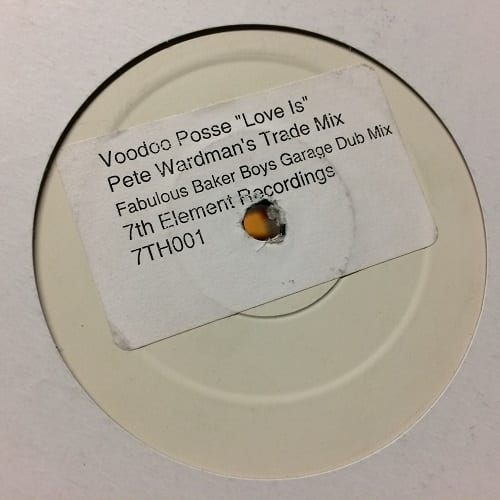 Voodoo Posse "Love Is"
Pete Wardman's Trade Mix
Fabulous Baker Boys Garage Dub Mix
7th Element Recordings
7TH001